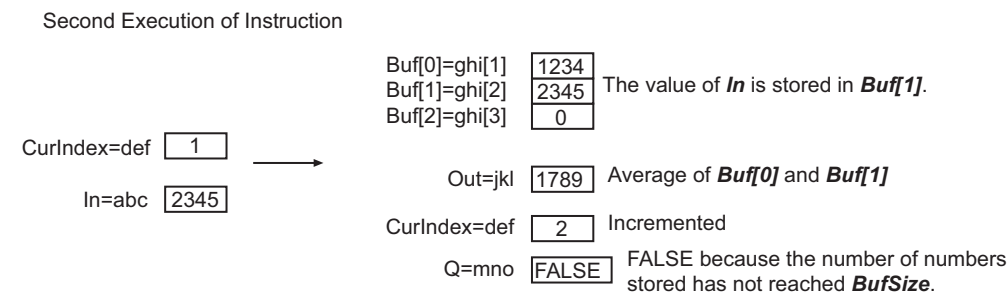 Second Execution of Instruction
Buf[0]=ghi[1] 1234
Buf[1]=ghi[2] 2345 The value of In is stored in Buf[1].
Buf[2]=ghi[3] 0
CurIndex=def 1
In=abc 2345
Out=jkl 1789 Average of Buf[0] and Buf[1]
CurIndex=def 2 Incremented
Q=mno FALSE FALSE because the number of numbers
stored has not reached BufSize.